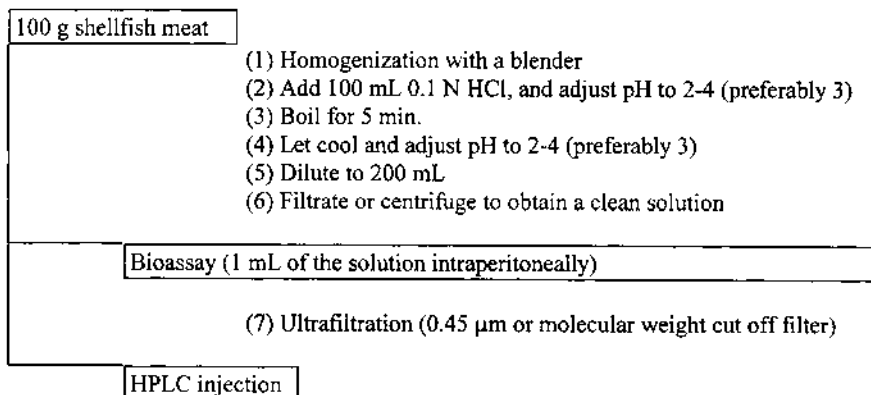 100 g shellfish meat
(1) Homogenization with a blender
(2) Add 100 mL 0.1 N HCl, and adjust pH to 2-4 (preferably 3)
(3) Boil for 5 min.
(4) Let cool and adjust pH to 2-4 (preferably 3)
(5) Dilute to 200 mL
(6) Filtrate or centrifuge to obtain a clean solution
Bioassay (1 mL of the solution intraperitoneally)
(7) Ultrafiltration (0.45 μm or molecular weight cut off filter)
HPLC injection